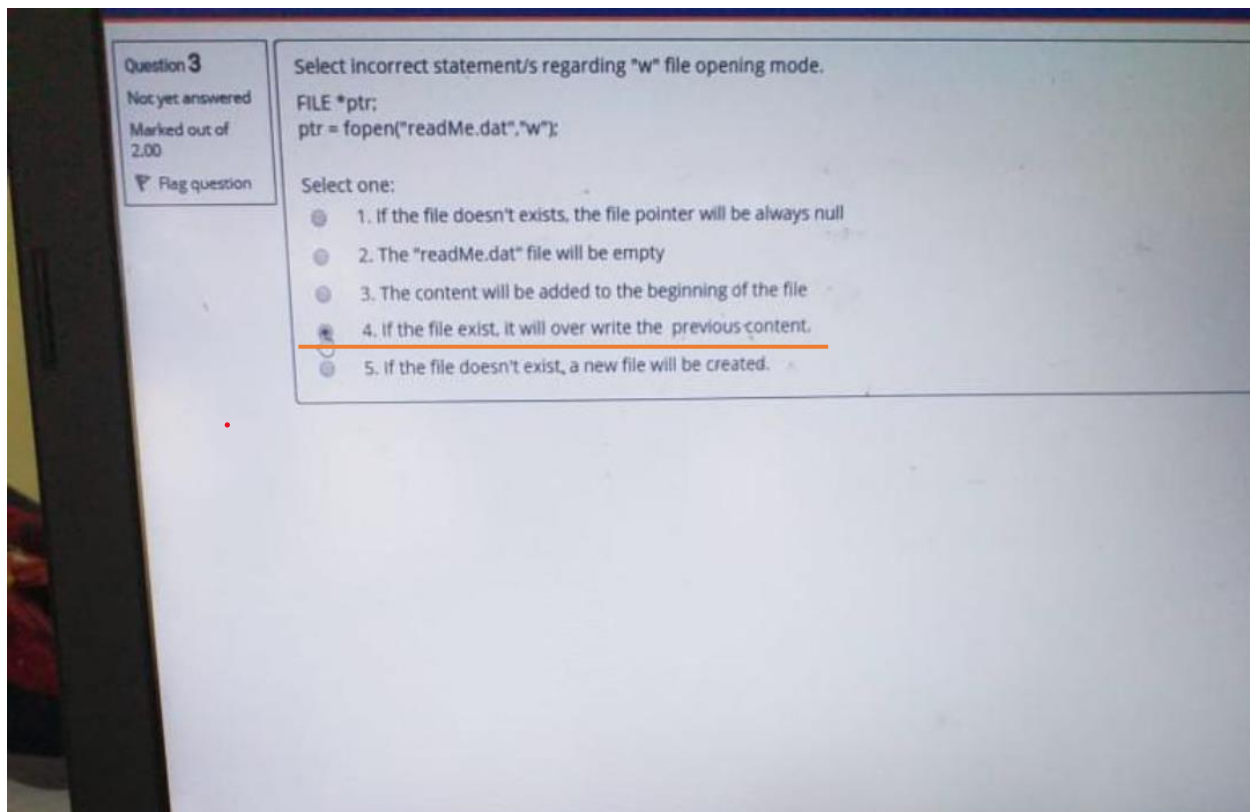 Question 3
Not yet answered
Marked out of
2.00
Flag question
Select incorrect statement/s regarding "w" file opening mode.
FILE *ptr;
ptr = fopen("readMe.dat","w");
Select one:
1. If the file doesn't exists, the file pointer will be always null
2. The "readMe.dat" file will be empty
3. The content will be added to the beginning of the file
4. If the file exist, it will over write the previous content.
5. If the file doesn't exist, a new file will be created.